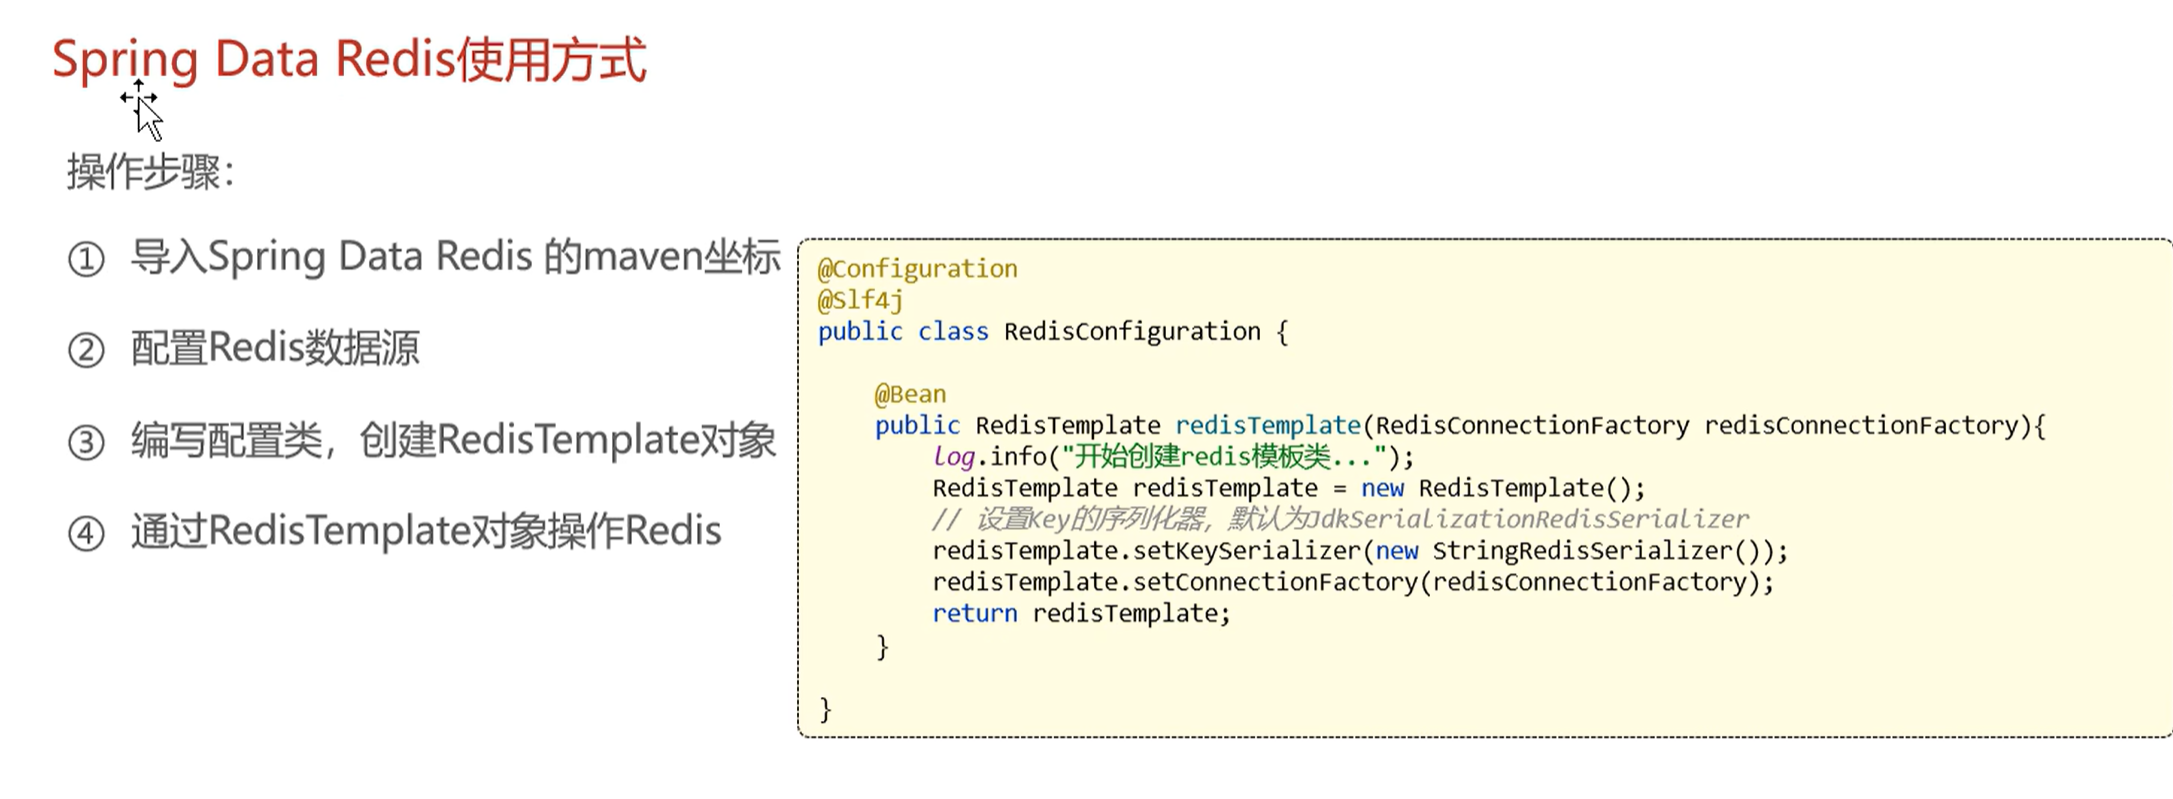 Spring Data Redis使用方式
操作步骤：
① 导入Spring Data Redis 的maven坐标
② 配置Redis数据源
③ 编写配置类，创建RedisTemplate对象
④ 通过RedisTemplate对象操作Redis
@Configuration
@Slf4j
public class RedisConfiguration {
@Bean
public RedisTemplate redisTemplate(RedisConnectionFactory redisConnectionFactory){
log.info("开始创建redis模板类...");
RedisTemplate redisTemplate = new RedisTemplate();
// 设置Key的序列化器，默认为JdkSerializationRedisSerializer
redisTemplate.setKeySerializer(new StringRedisSerializer());
redisTemplate.setConnectionFactory(redisConnectionFactory);
return redisTemplate;
}
}